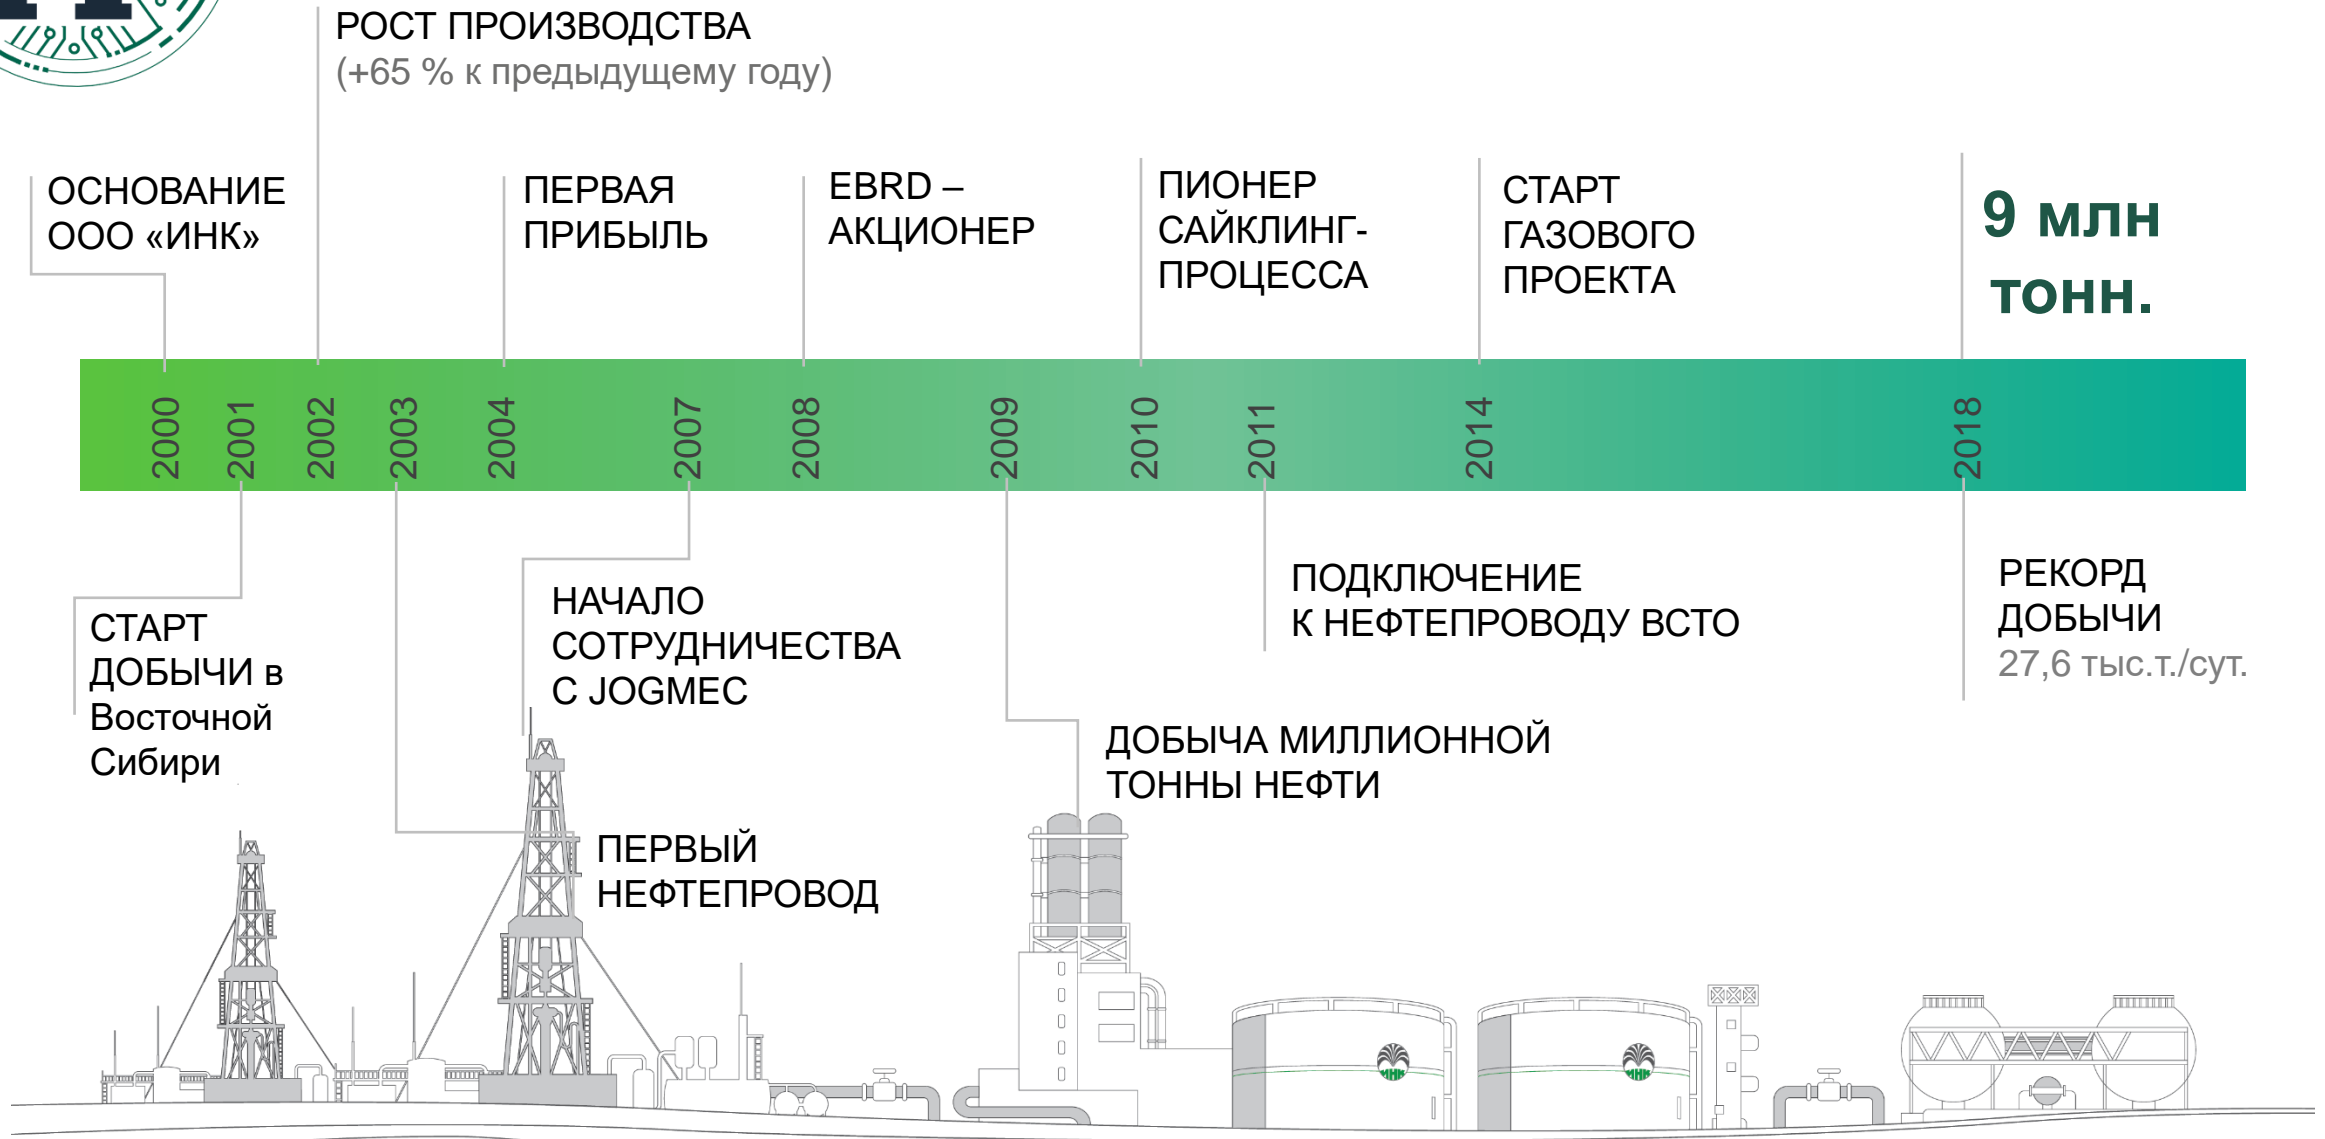 РОСТ ПРОИЗВОДСТВА
(+65 % к предыдущему году)
ОСНОВАНИЕ
ООО «ИНК»
ПЕРВАЯ
ПРИБЫЛЬ
EBRD –
АКЦИОНЕР
ПИОНЕР
САЙКЛИНГ-
ПРОЦЕССА
СТАРТ
ГАЗОВОГО
ПРОЕКТА
9 млн
тонн.
2000
2001
2002
2003
2004
2007
2008
2009
2010
2011
2014
2018
СТАРТ
ДОБЫЧИ в
Восточной
Сибири
НАЧАЛО
СОТРУДНИЧЕСТВА
С JOGMEC
ПЕРВЫЙ
НЕФТЕПРОВОД
ДОБЫЧА МИЛЛИОННОЙ
ТОННЫ НЕФТИ
ПОДКЛЮЧЕНИЕ
К НЕФТЕПРОВОДУ ВСТО
РЕКОРД
ДОБЫЧИ
27,6 тыс.т./сут.
ИНК
ИНК